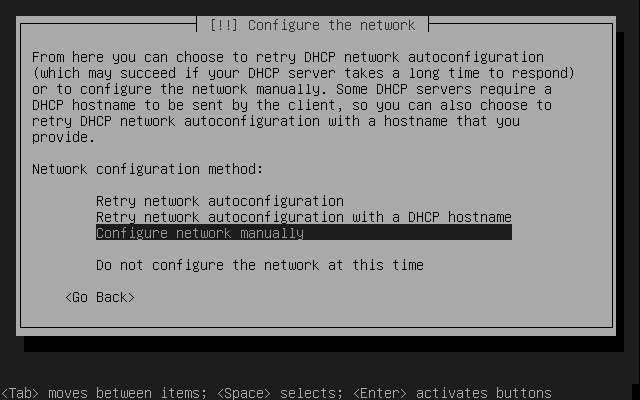 [!!] Configure the network
From here you can choose to retry DHCP network autoconfiguration
(which may succeed if your DHCP server takes a long time to respond)
or to configure the network manually. Some DHCP servers require a
DHCP hostname to be sent by the client, so you can also choose to
retry DHCP network autoconfiguration with a hostname that you
provide.
Network configuration method:
Retry network autoconfiguration
Retry network autoconfiguration with a DHCP hostname
Configure network manually
Do not configure the network at this time
<Go Back>
<Tab> moves between items; <Space> selects; <Enter> activates buttons